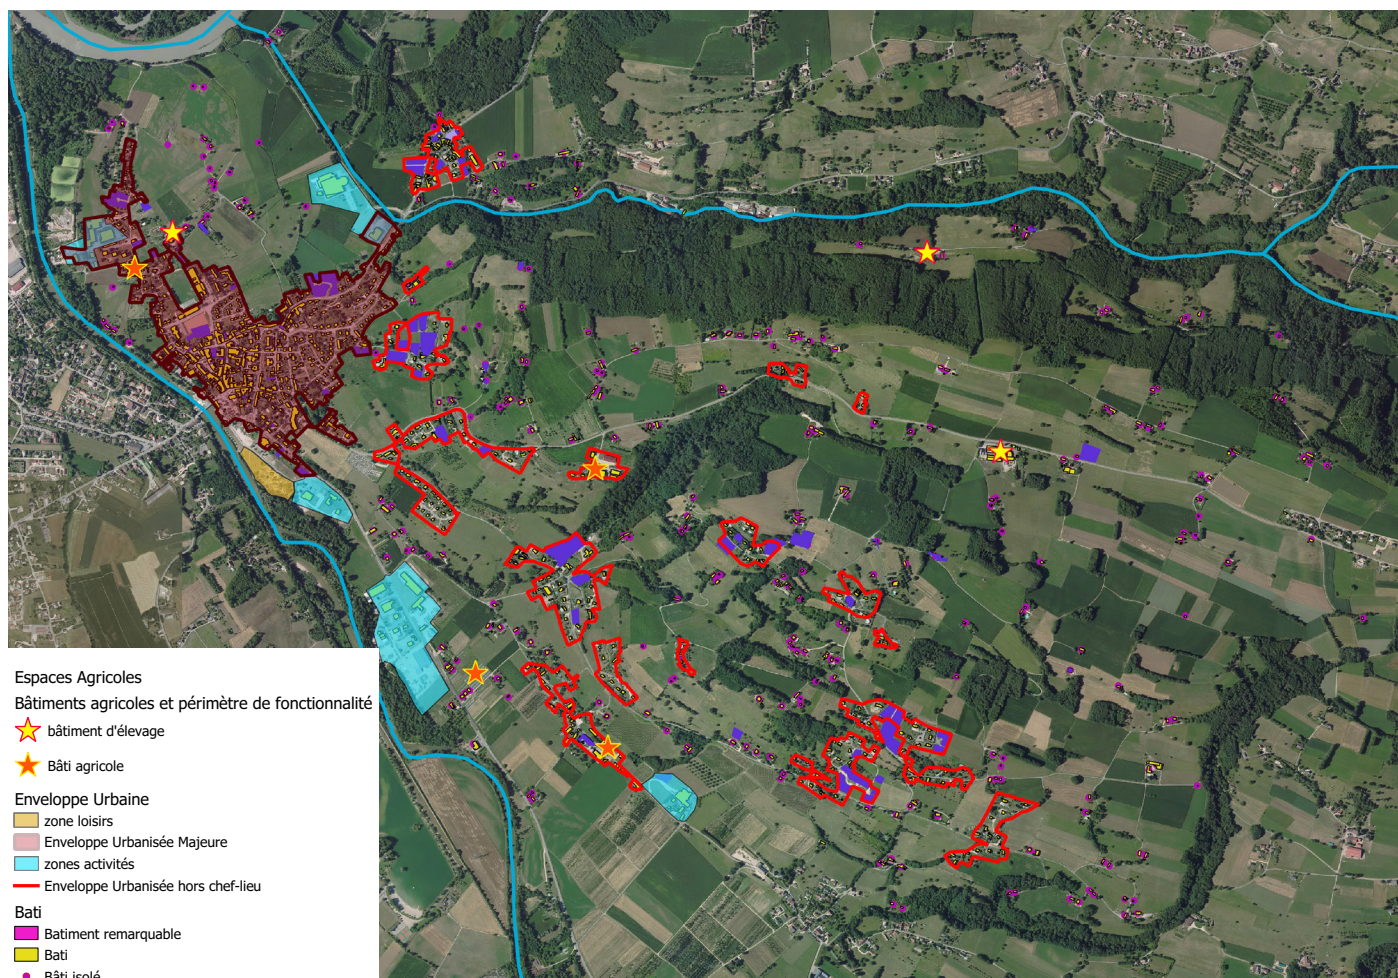 Espaces Agricoles
Bâtiments agricoles et périmètre de fonctionnalité
bâtiment d'élevage
Bâti agricole
Enveloppe Urbaine
zone loisirs
Enveloppe Urbanisée Majeure
zones activités
Enveloppe Urbanisée hors chef-lieu
Bati
Batiment remarquable
Bati
Bâti isolé